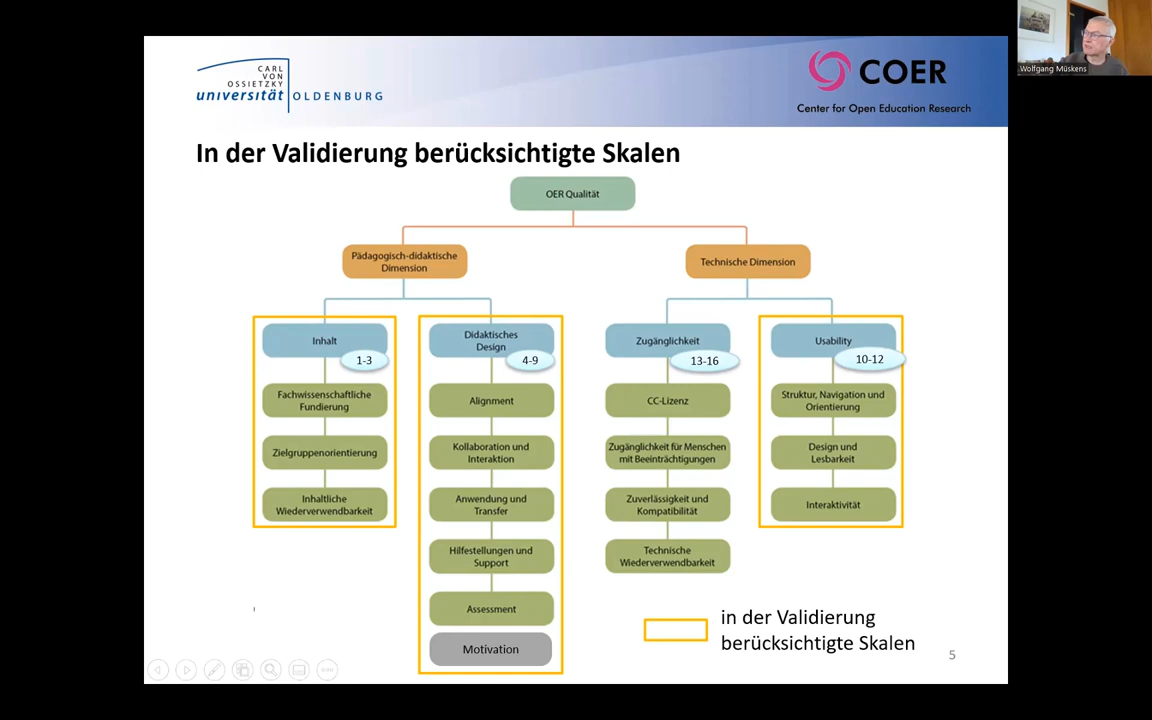 Wolfgang Müskens
CARL
VON
OSSIETZKY
universität OLDENBURG
COER
Center for Open Education Research
In der Validierung berücksichtigte Skalen
OER Qualität
Pädagogisch-didaktische
Dimension
Technische Dimension
Inhalt
1-3
Fachwissenschaftliche
Fundierung
Zielgruppenorientierung
Inhaltliche
Wiederverwendbarkeit
Didaktisches
Design
4-9
Alignment
Kollaboration und
Interaktion
Anwendung und
Transfer
Hilfestellungen und
Support
Assessment
Motivation
Zugänglichkeit
13-16
CC-Lizenz
Zugänglichkeit für Menschen
mit Beeinträchtigungen
Zuverlässigkeit und
Kompatibilität
Technische
Wiederverwendbarkeit
Usability
10-12
Struktur, Navigation und
Orientierung
Design und
Lesbarkeit
Interaktivität
in der Validierung
berücksichtigte Skalen
5